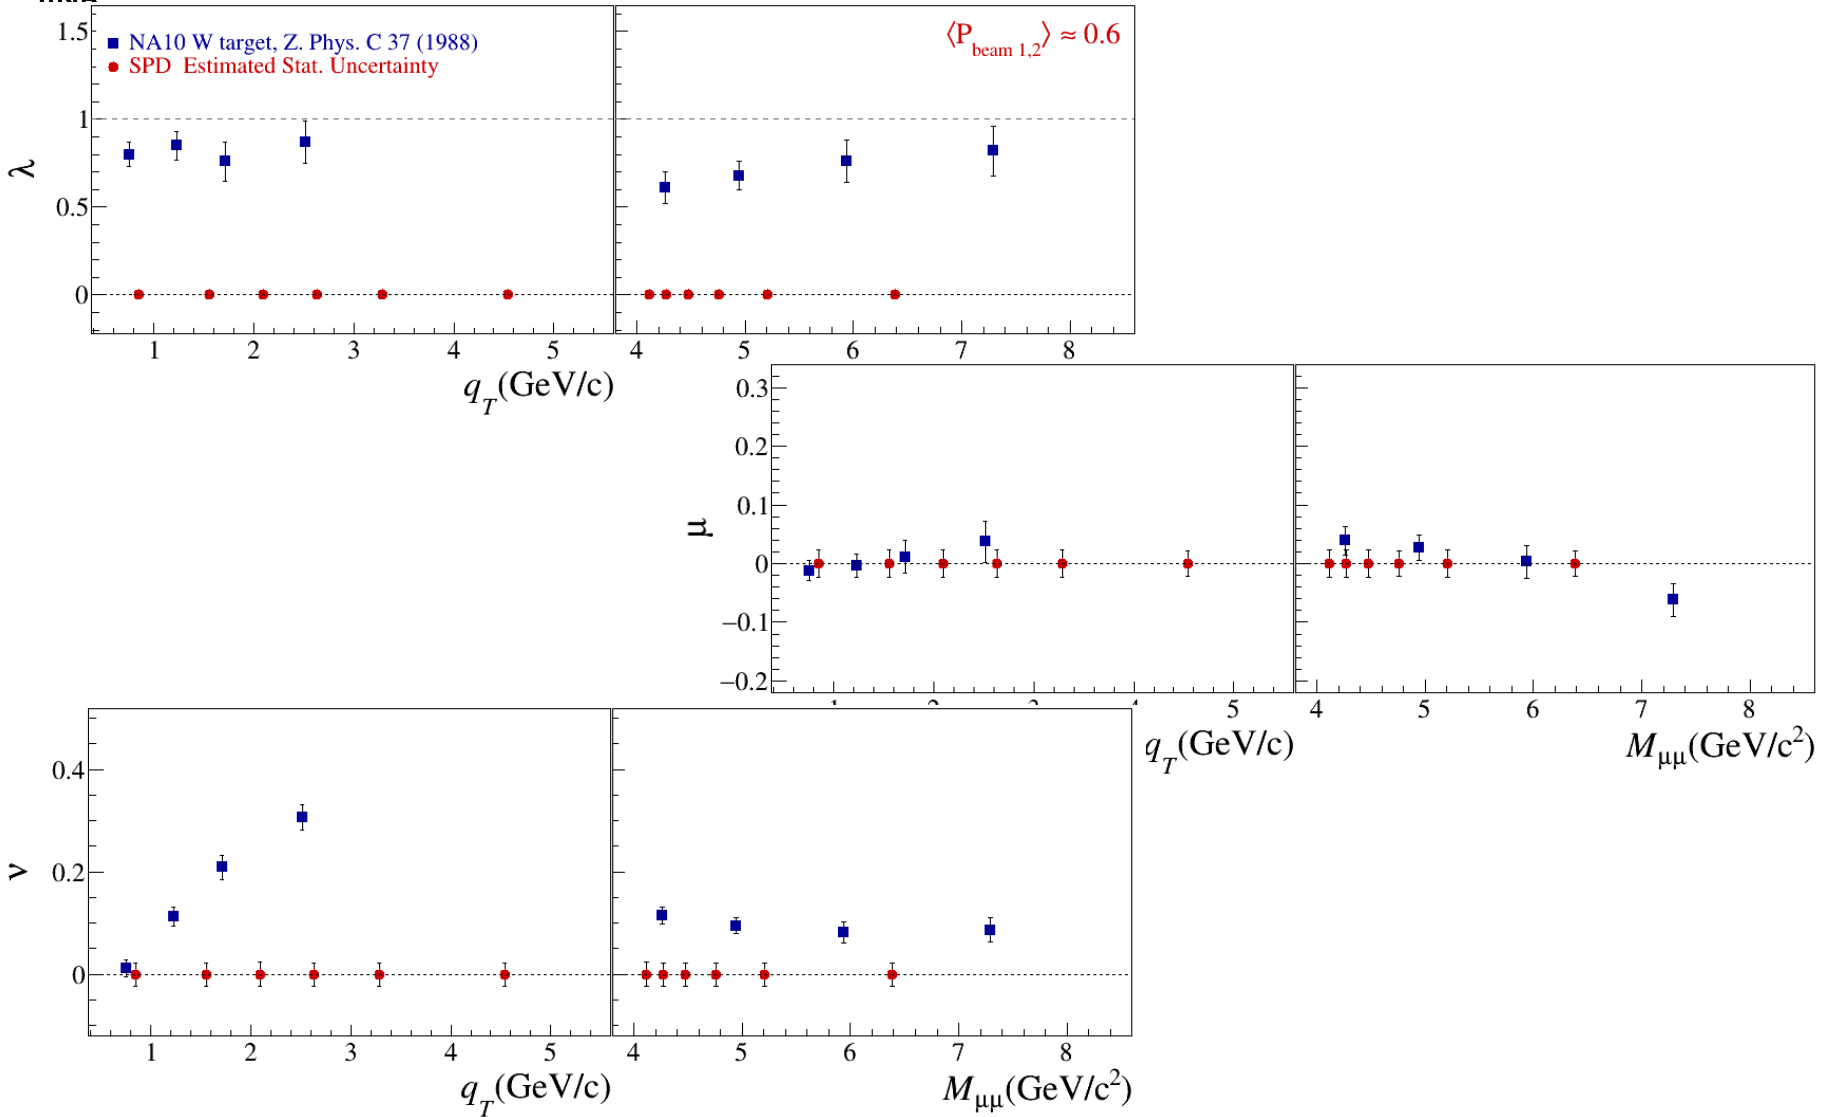 1.5
NA10 W target, Z. Phys. C 37 (1988)
SPD Estimated Stat. Uncertainty
⟨P beam 1,2⟩ ≈ 0.6
1
λ
0.5
0
1 2 3 4 5
4 5 6 7 8
q_T(GeV/c)
0.3
0.2
0.1
μ
0
−0.1
−0.2
5
4 5 6 7 8
q_T(GeV/c)
M_μμ(GeV/c²)
0.4
ν
0.2
0
1 2 3 4 5
4 5 6 7 8
q_T(GeV/c)
M_μμ(GeV/c²)